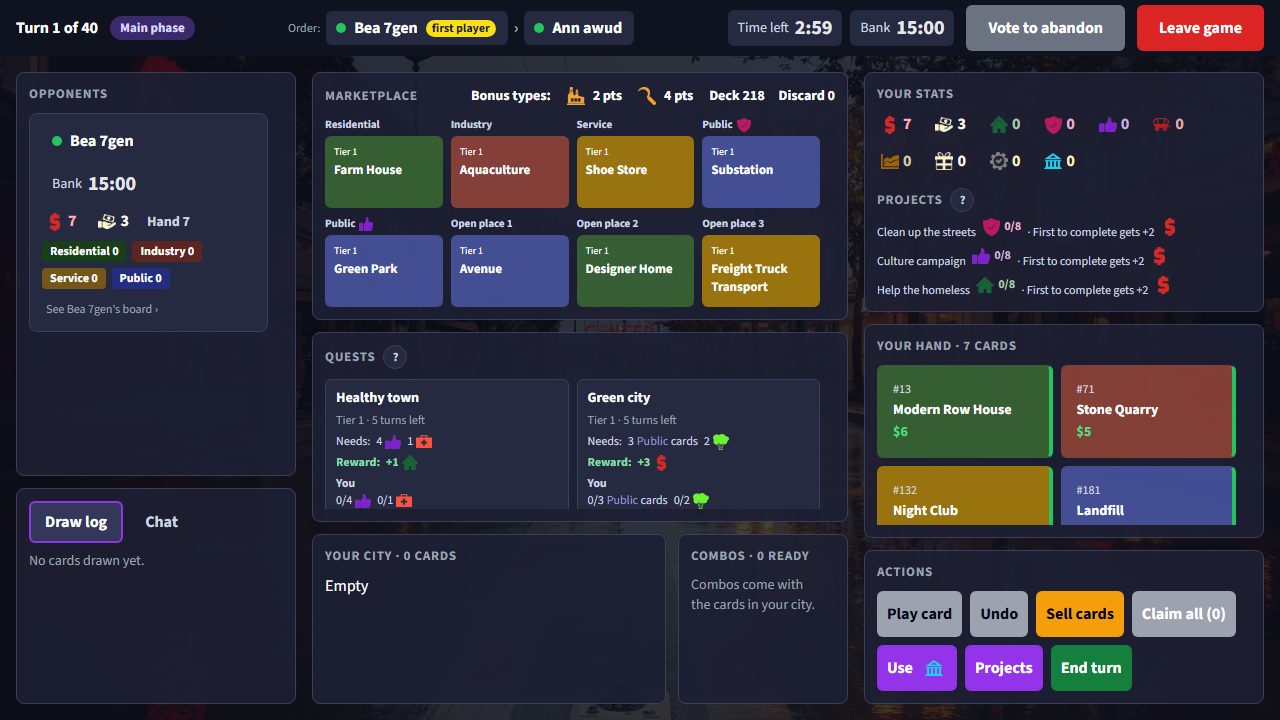 Turn 1 of 40 Main phase
Order: Bea 7gen first player › Ann awud
Time left 2:59 Bank 15:00 Vote to abandon Leave game
OPPONENTS
Bea 7gen
Bank 15:00
7 3 Hand 7
Residential 0 Industry 0
Service 0 Public 0
See Bea 7gen's board ›
Draw log Chat
No cards drawn yet.
MARKETPLACE Bonus types: 2 pts 4 pts Deck 218 Discard 0
Residential Industry Service Public
Tier 1 Tier 1 Tier 1 Tier 1
Farm House Aquaculture Shoe Store Substation
Public Open place 1 Open place 2 Open place 3
Tier 1 Tier 1 Tier 1 Tier 1
Green Park Avenue Designer Home Freight Truck
Transport
QUESTS ?
Healthy town
Tier 1 · 5 turns left
Needs: 4 1
Reward: +1
You
0/4 0/1
Green city
Tier 1 · 5 turns left
Needs: 3 Public cards 2
Reward: +3
You
0/3 Public cards 0/2
YOUR CITY · 0 CARDS
Empty
COMBOS · 0 READY
Combos come with
the cards in your city.
YOUR STATS
7 3 0 0 0 0
0 0 0 0
PROJECTS ?
Clean up the streets 0/8 · First to complete gets +2
Culture campaign 0/8 · First to complete gets +2
Help the homeless 0/8 · First to complete gets +2
YOUR HAND · 7 CARDS
#13
Modern Row House
$6
#71
Stone Quarry
$5
#132
Night Club
#181
Landfill
ACTIONS
Play card Undo Sell cards Claim all (0)
Use Projects End turn